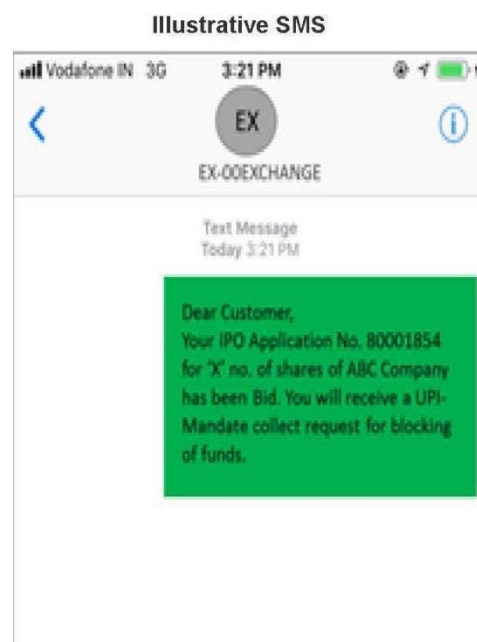 Illustrative SMS
Vodafone IN 3G 3:21 PM
EX
EX-00EXCHANGE
Text Message
Today 3:21 PM
Dear Customer,
Your IPO Application No. 80001854
for 'X' no. of shares of ABC Company
has been Bid. You will receive a UPI-
Mandate collect request for blocking
of funds.